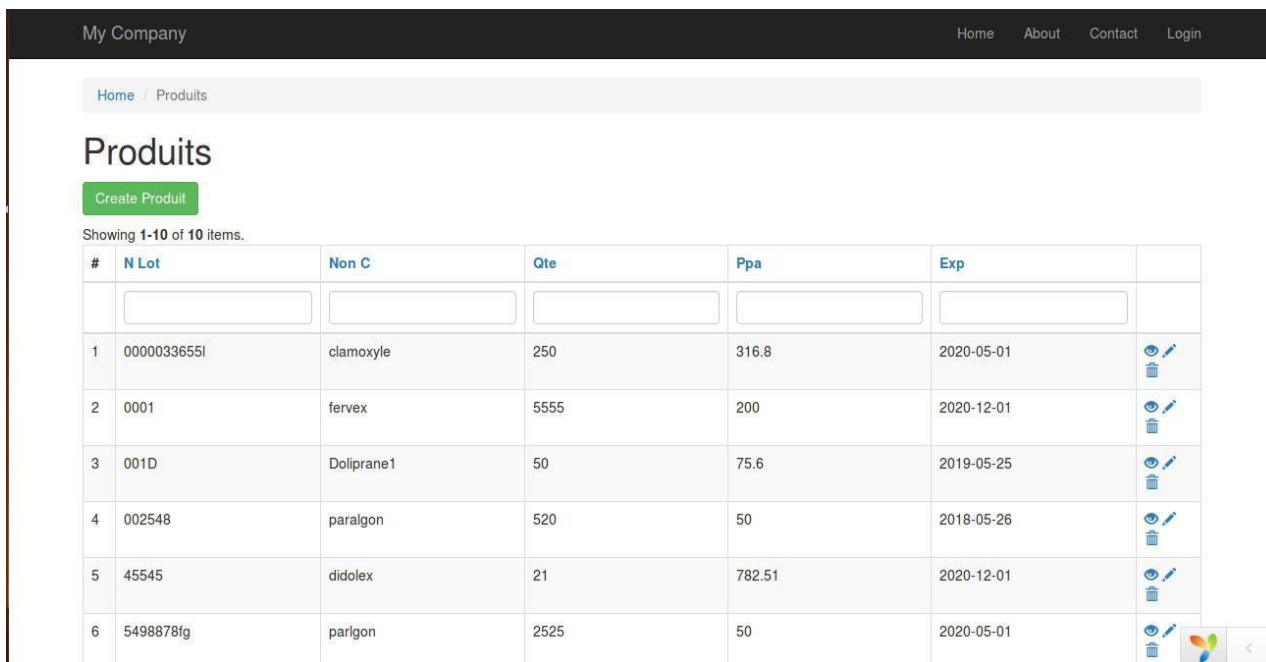 My Company Home About Contact Login
Home / Produits
Produits
Create Produit
Showing 1-10 of 10 items.
# N Lot Non C Qte Ppa Exp
1 0000033655l clamoxyle 250 316.8 2020-05-01
2 0001 fervex 5555 200 2020-12-01
3 001D Doliprane1 50 75.6 2019-05-25
4 002548 paralgon 520 50 2018-05-26
5 45545 didolex 21 782.51 2020-12-01
6 5498878fg parlgon 2525 50 2020-05-01